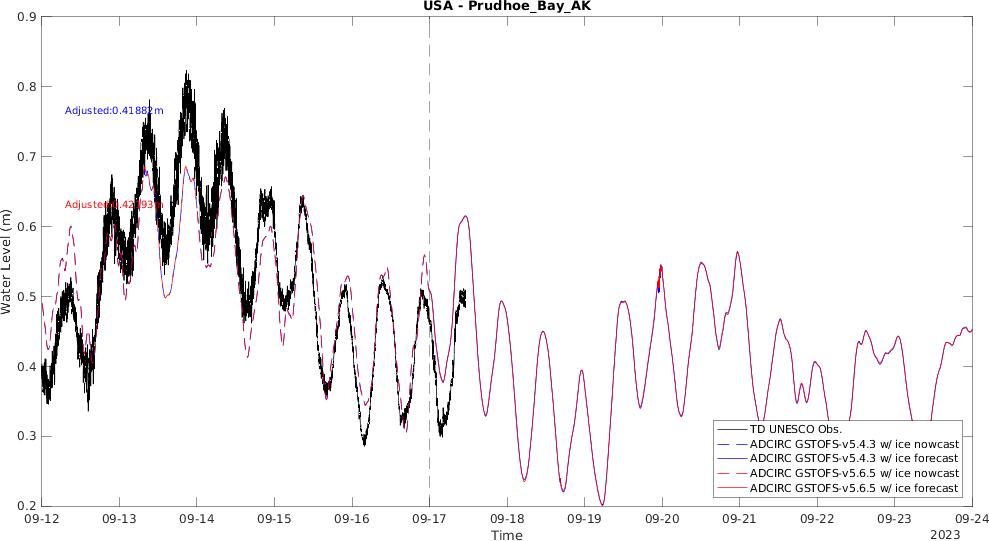 USA - Prudhoe_Bay_AK
0.9
0.8
0.7
0.6
0.5
0.4
0.3
0.2
Water Level (m)
Adjusted:0.41882m
Adjusted:0.42193m
TD UNESCO Obs.
ADCIRC GSTOFS-v5.4.3 w/ ice nowcast
ADCIRC GSTOFS-v5.4.3 w/ ice forecast
ADCIRC GSTOFS-v5.6.5 w/ ice nowcast
ADCIRC GSTOFS-v5.6.5 w/ ice forecast
09-12 09-13 09-14 09-15 09-16 09-17 09-18 09-19 09-20 09-21 09-22 09-23 09-24
Time
2023